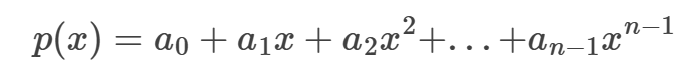 p(x) = a₀ + a₁x + a₂x² +...+aₙ₋₁xⁿ⁻¹